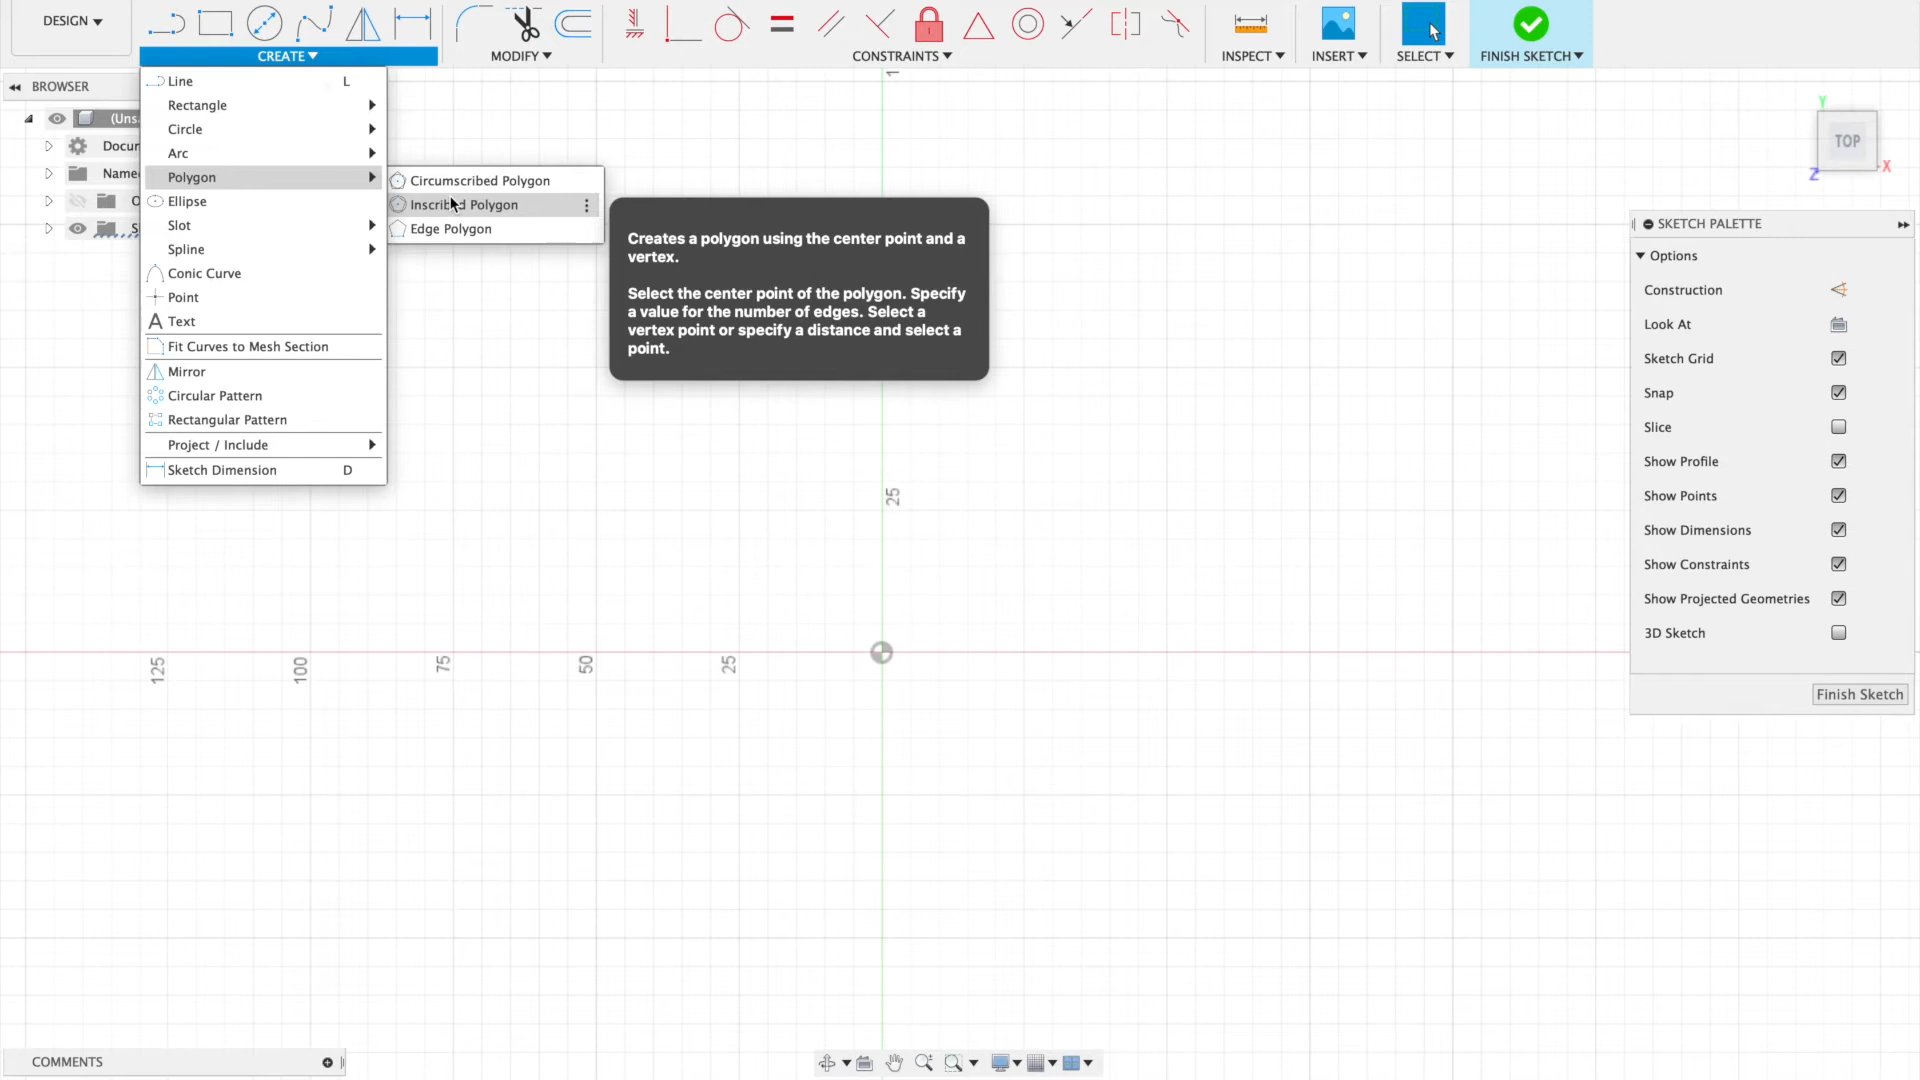 DESIGN ▾
CREATE ▾
MODIFY ▾
CONSTRAINTS ▾
INSPECT ▾
INSERT ▾
SELECT ▾
FINISH SKETCH ▾
BROWSER
(Uns
Docur
Name
O
S
Line L
Rectangle
Circle
Arc
Polygon
Ellipse
Slot
Spline
Conic Curve
Point
Text
Fit Curves to Mesh Section
Mirror
Circular Pattern
Rectangular Pattern
Project / Include
Sketch Dimension D
Circumscribed Polygon
Inscribed Polygon
Edge Polygon
Creates a polygon using the center point and a
vertex.
Select the center point of the polygon. Specify
a value for the number of edges. Select a
vertex point or specify a distance and select a
point.
25
125
100
75
50
25
Y
TOP
X
Z
SKETCH PALETTE
Options
Construction
Look At
Sketch Grid
Snap
Slice
Show Profile
Show Points
Show Dimensions
Show Constraints
Show Projected Geometries
3D Sketch
Finish Sketch
COMMENTS